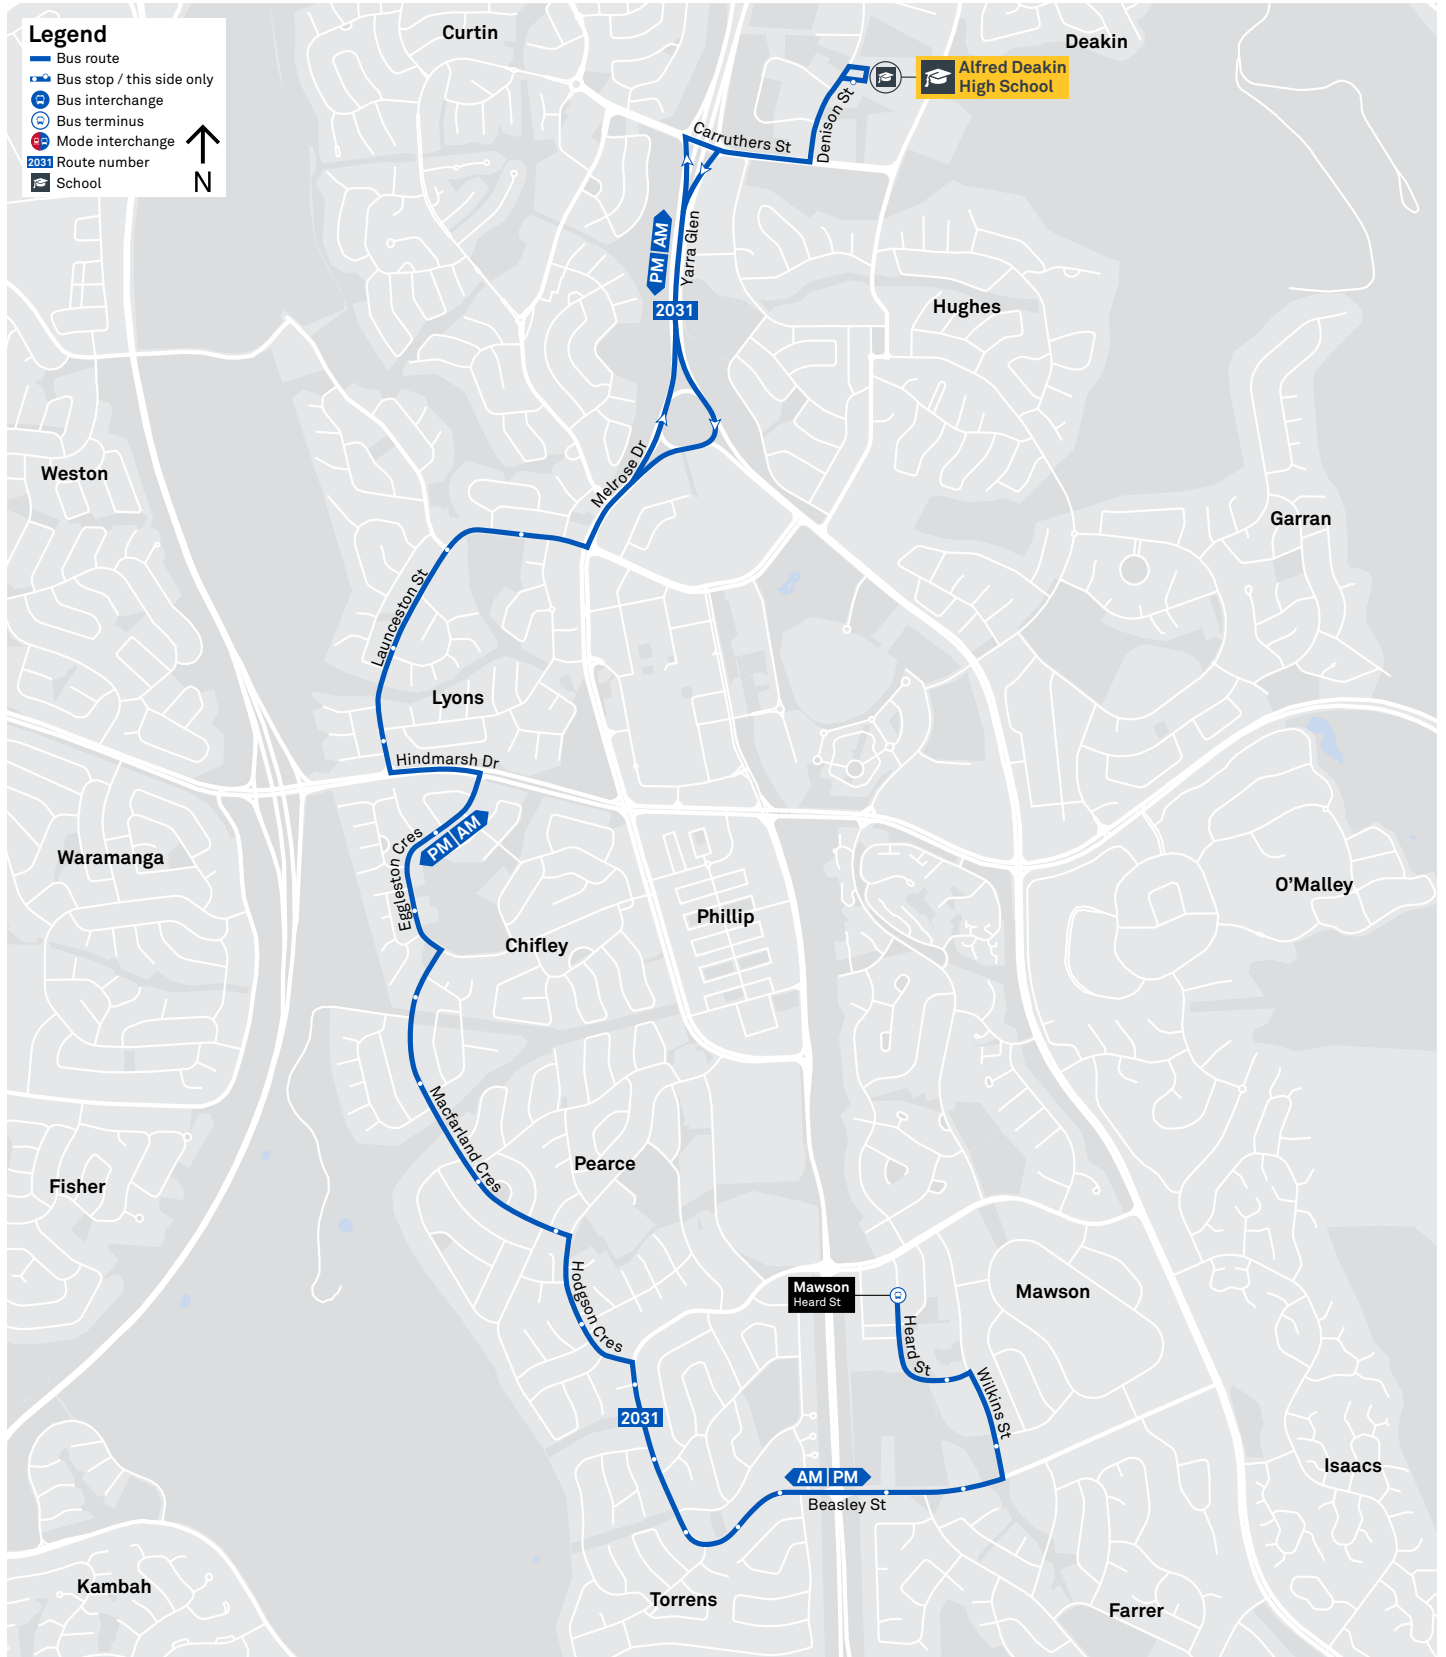 Legend
Bus route
Bus stop / this side only
Bus interchange
Bus terminus
Mode interchange
2031 Route number
School
N
Curtin
Deakin
Alfred Deakin
High School
Carruthers St
Denison St
PM | AM
Yarra Glen
2031
Hughes
Melrose Dr
Weston
Garran
Launceston St
Lyons
Hindmarsh Dr
Eggleston Cres
PM | AM
Waramanga
O'Malley
Phillip
Chifley
Macfarland Cres
Pearce
Fisher
Hodgson Cres
Mawson
Heard St
Mawson
Heard St
Wilkins St
2031
AM | PM
Beasley St
Isaacs
Kambah
Torrens
Farrer